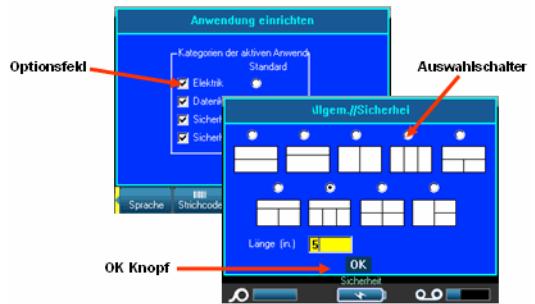 Anwendung einrichten
Kategorien der aktiven Anwend
Standard
Optionsfeld
Auswahlschalter
Elektrik
Daten
Sicher
Sicher
Allgem.//Sicherhei
Sprache
Strichcode
Länge (in.)
5
OK
OK Knopf
Sicherheit